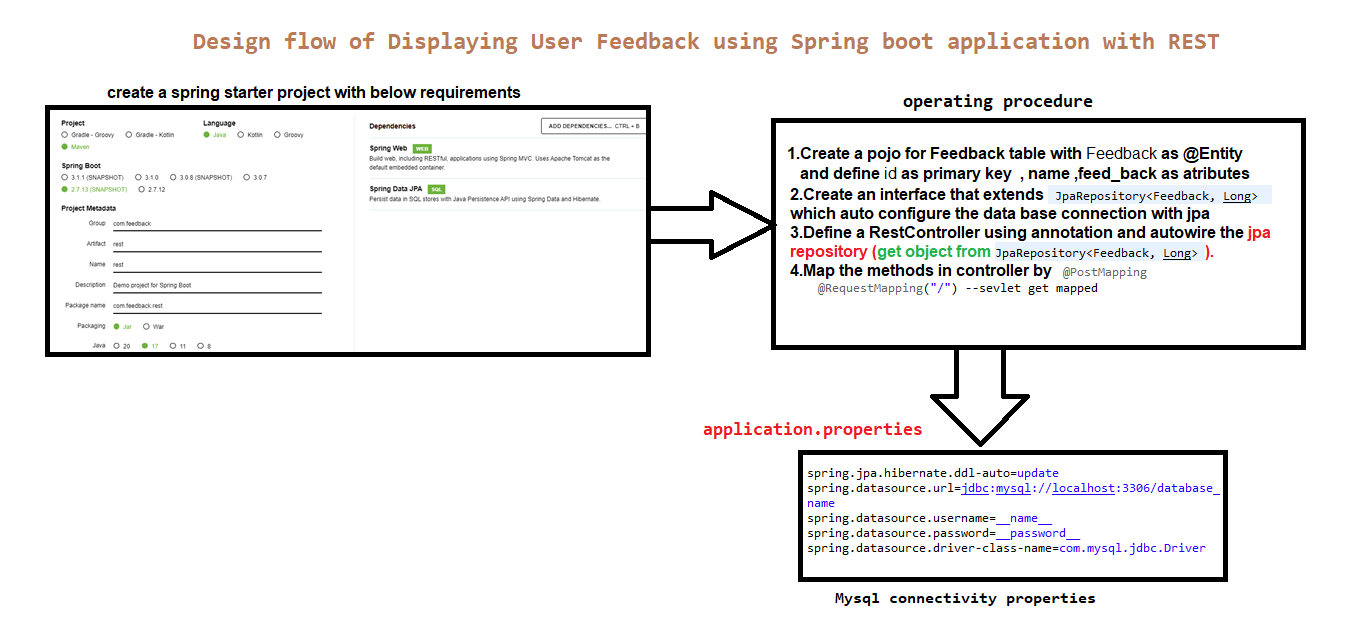 Design flow of Displaying User Feedback using Spring boot application with REST
create a spring starter project with below requirements
Project
Gradle - Groovy Gradle - Kotlin
Maven
Language
Java Kotlin Groovy
Spring Boot
3.1.1 (SNAPSHOT) 3.1.0 3.0.8 (SNAPSHOT) 3.0.7
2.7.13 (SNAPSHOT) 2.7.12
Project Metadata
Group com.feedback
Artifact rest
Name rest
Description Demo project for Spring Boot
Package name com.feedback.rest
Packaging Jar War
Java 20 17 11 8
Dependencies
ADD DEPENDENCIES... CTRL + B
Spring Web WEB
Build web, including RESTful, applications using Spring MVC. Uses Apache Tomcat as the
default embedded container.
Spring Data JPA SQL
Persist data in SQL stores with Java Persistence API using Spring Data and Hibernate.
operating procedure
1.Create a pojo for Feedback table with Feedback as @Entity
and define id as primary key , name ,feed_back as atributes
2.Create an interface that extends JpaRepository<Feedback, Long>
which auto configure the data base connection with jpa
3.Define a RestController using annotation and autowire the jpa
repository (get object from JpaRepository<Feedback, Long> ).
4.Map the methods in controller by @PostMapping
@RequestMapping("/") --sevlet get mapped
application.properties
spring.jpa.hibernate.ddl-auto=update
spring.datasource.url=jdbc:mysql://localhost:3306/database_
name
spring.datasource.username=__name__
spring.datasource.password=__password__
spring.datasource.driver-class-name=com.mysql.jdbc.Driver
Mysql connectivity properties